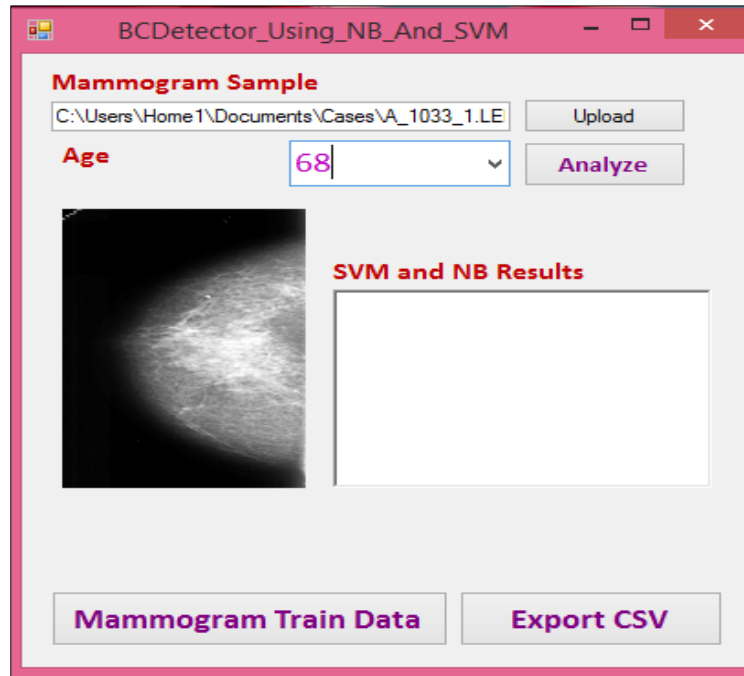 BCDetector_Using_NB_And_SVM
Mammogram Sample
C:\Users\Home1\Documents\Cases\A_1033_1.LE
Upload
Age
68
Analyze
SVM and NB Results
Mammogram Train Data
Export CSV